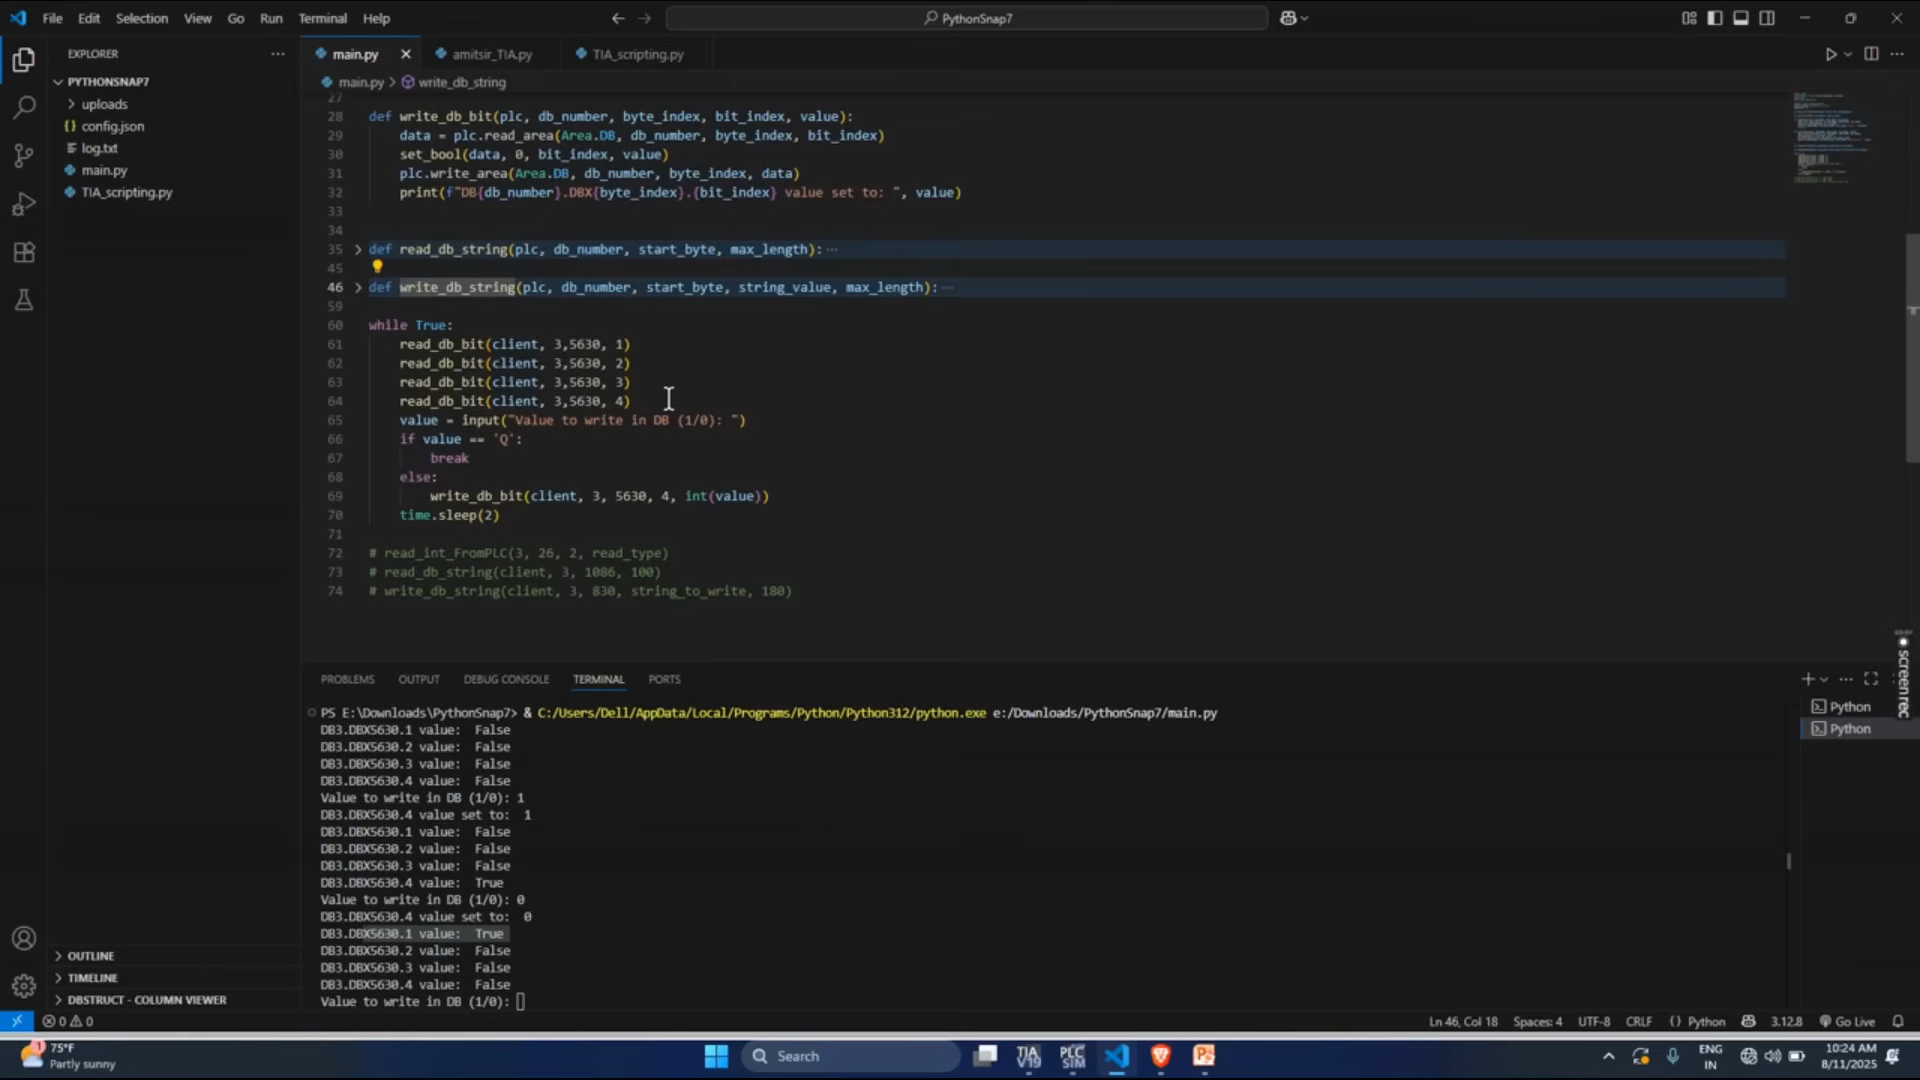 File Edit Selection View Go Run Terminal Help
PythonSnap7
EXPLORER
PYTHONSNAP7
uploads
config.json
log.txt
main.py
TIA_scripting.py
OUTLINE
TIMELINE
DBSTRUCT - COLUMN VIEWER
main.py amitsir_TIA.py TIA_scripting.py
main.py > write_db_string
27
28 def write_db_bit(plc, db_number, byte_index, bit_index, value):
29 data = plc.read_area(Area.DB, db_number, byte_index, bit_index)
30 set_bool(data, 0, bit_index, value)
31 plc.write_area(Area.DB, db_number, byte_index, data)
32 print(f"DB{db_number}.DBX{byte_index}.{bit_index} value set to: ", value)
33
34
35 def read_db_string(plc, db_number, start_byte, max_length): ...
45
46 def write_db_string(plc, db_number, start_byte, string_value, max_length): ...
59
60 while True:
61 read_db_bit(client, 3,5630, 1)
62 read_db_bit(client, 3,5630, 2)
63 read_db_bit(client, 3,5630, 3)
64 read_db_bit(client, 3,5630, 4)
65 value = input("Value to write in DB (1/0): ")
66 if value == 'Q':
67 break
68 else:
69 write_db_bit(client, 3, 5630, 4, int(value))
70 time.sleep(2)
71
72 # read_int_FromPLC(3, 26, 2, read_type)
73 # read_db_string(client, 3, 1086, 100)
74 # write_db_string(client, 3, 830, string_to_write, 180)
PROBLEMS OUTPUT DEBUG CONSOLE TERMINAL PORTS
PS E:\Downloads\PythonSnap7> & C:/Users/Dell/AppData/Local/Programs/Python/Python312/python.exe e:/Downloads/PythonSnap7/main.py
DB3.DBX5630.1 value:  False
DB3.DBX5630.2 value:  False
DB3.DBX5630.3 value:  False
DB3.DBX5630.4 value:  False
Value to write in DB (1/0): 1
DB3.DBX5630.4 value set to:  1
DB3.DBX5630.1 value:  False
DB3.DBX5630.2 value:  False
DB3.DBX5630.3 value:  False
DB3.DBX5630.4 value:  True
Value to write in DB (1/0): 0
DB3.DBX5630.4 value set to:  0
DB3.DBX5630.1 value:  True
DB3.DBX5630.2 value:  False
DB3.DBX5630.3 value:  False
DB3.DBX5630.4 value:  False
Value to write in DB (1/0):
Python
Python
screenrec
0 0
Ln 46, Col 18 Spaces: 4 UTF-8 CRLF {} Python 3.12.8 Go Live
1
75°F
Partly sunny
Search
TIA V19
PLC SIM
ENG
IN
10:24 AM
8/11/2025